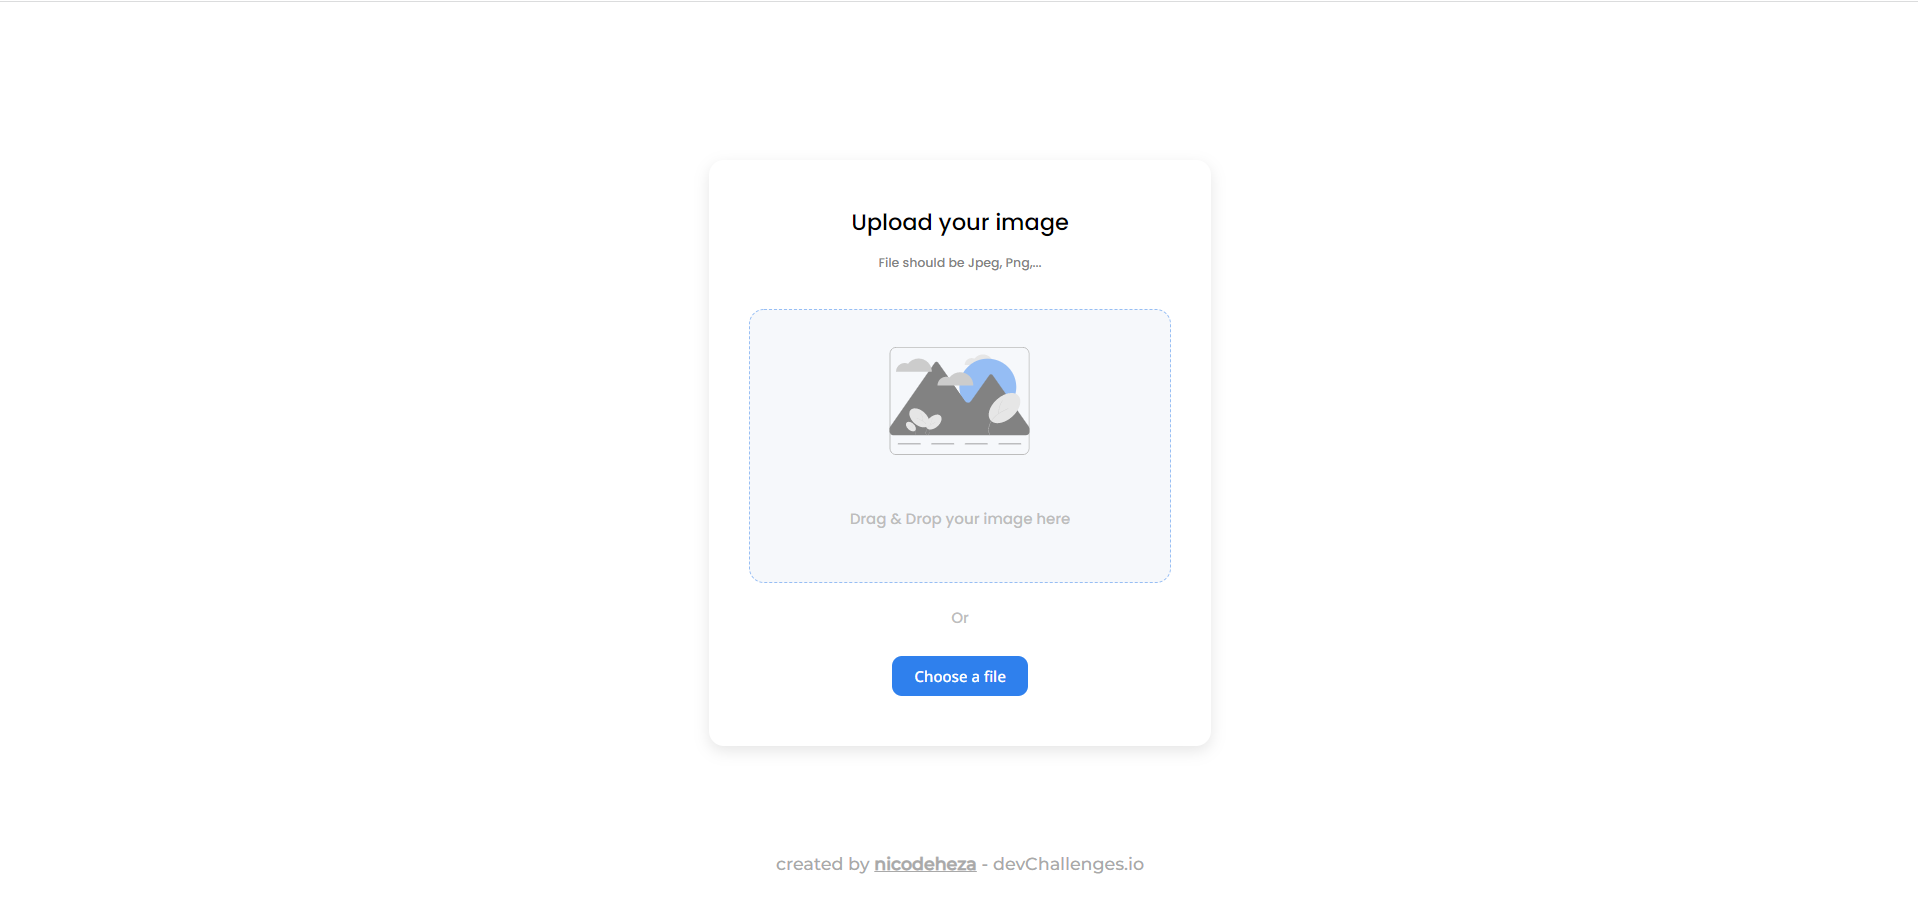 Upload your image
File should be Jpeg, Png,...
Drag & Drop your image here
Or
Choose a file
created by nicodeheza - devChallenges.io